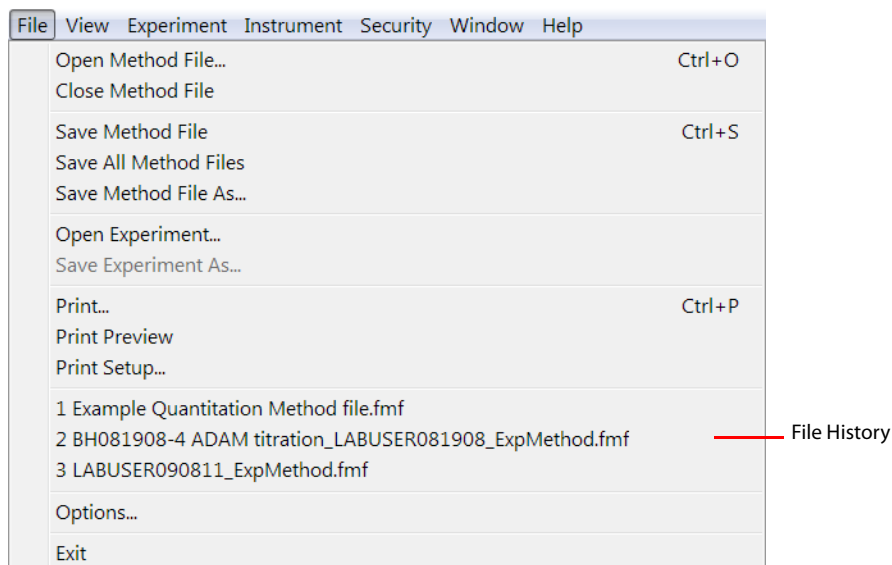 File View Experiment Instrument Security Window Help
Open Method File... Ctrl+O
Close Method File
Save Method File Ctrl+S
Save All Method Files
Save Method File As...
Open Experiment...
Save Experiment As...
Print... Ctrl+P
Print Preview
Print Setup...
1 Example Quantitation Method file.fmf
2 BH081908-4 ADAM titration_LABUSER081908_ExpMethod.fmf File History
3 LABUSER090811_ExpMethod.fmf
Options...
Exit